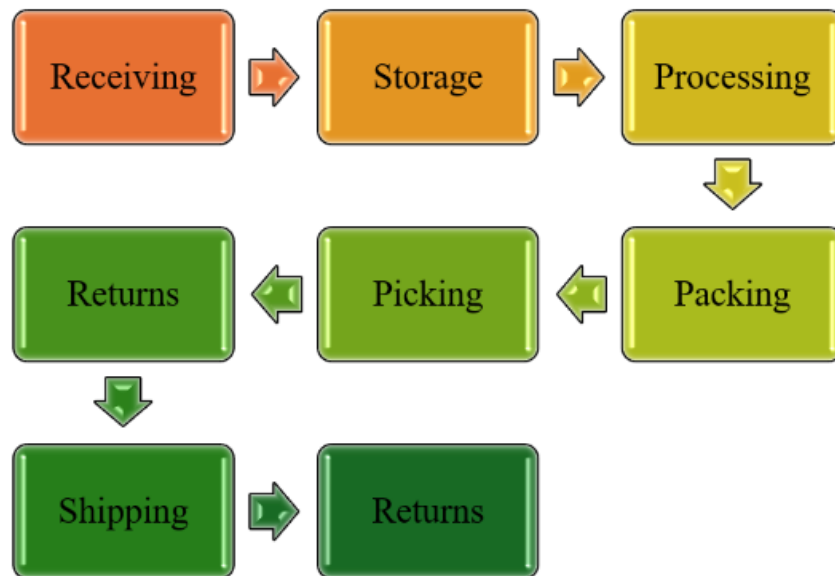 Receiving
Storage
Processing
Packing
Picking
Returns
Shipping
Returns